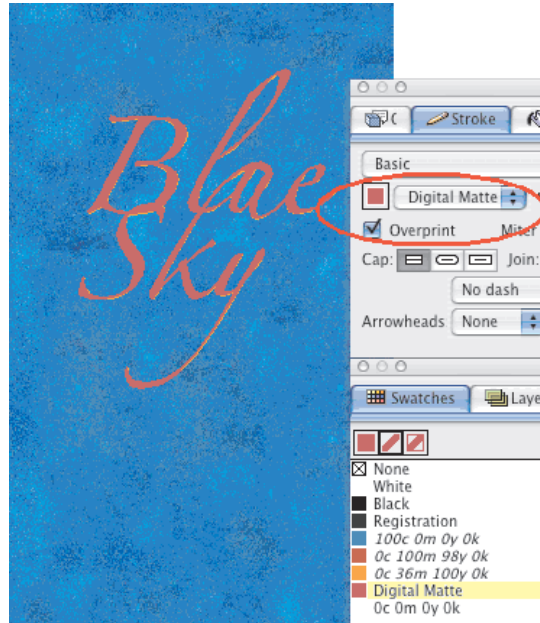 Blue
Sky
Stroke
Basic
Digital Matte
Overprint Miter
Cap: Join:
No dash
Arrowheads None
Swatches Laye
None
White
Black
Registration
100c 0m 0y 0k
0c 100m 98y 0k
0c 36m 100y 0k
Digital Matte
0c 0m 0y 0k